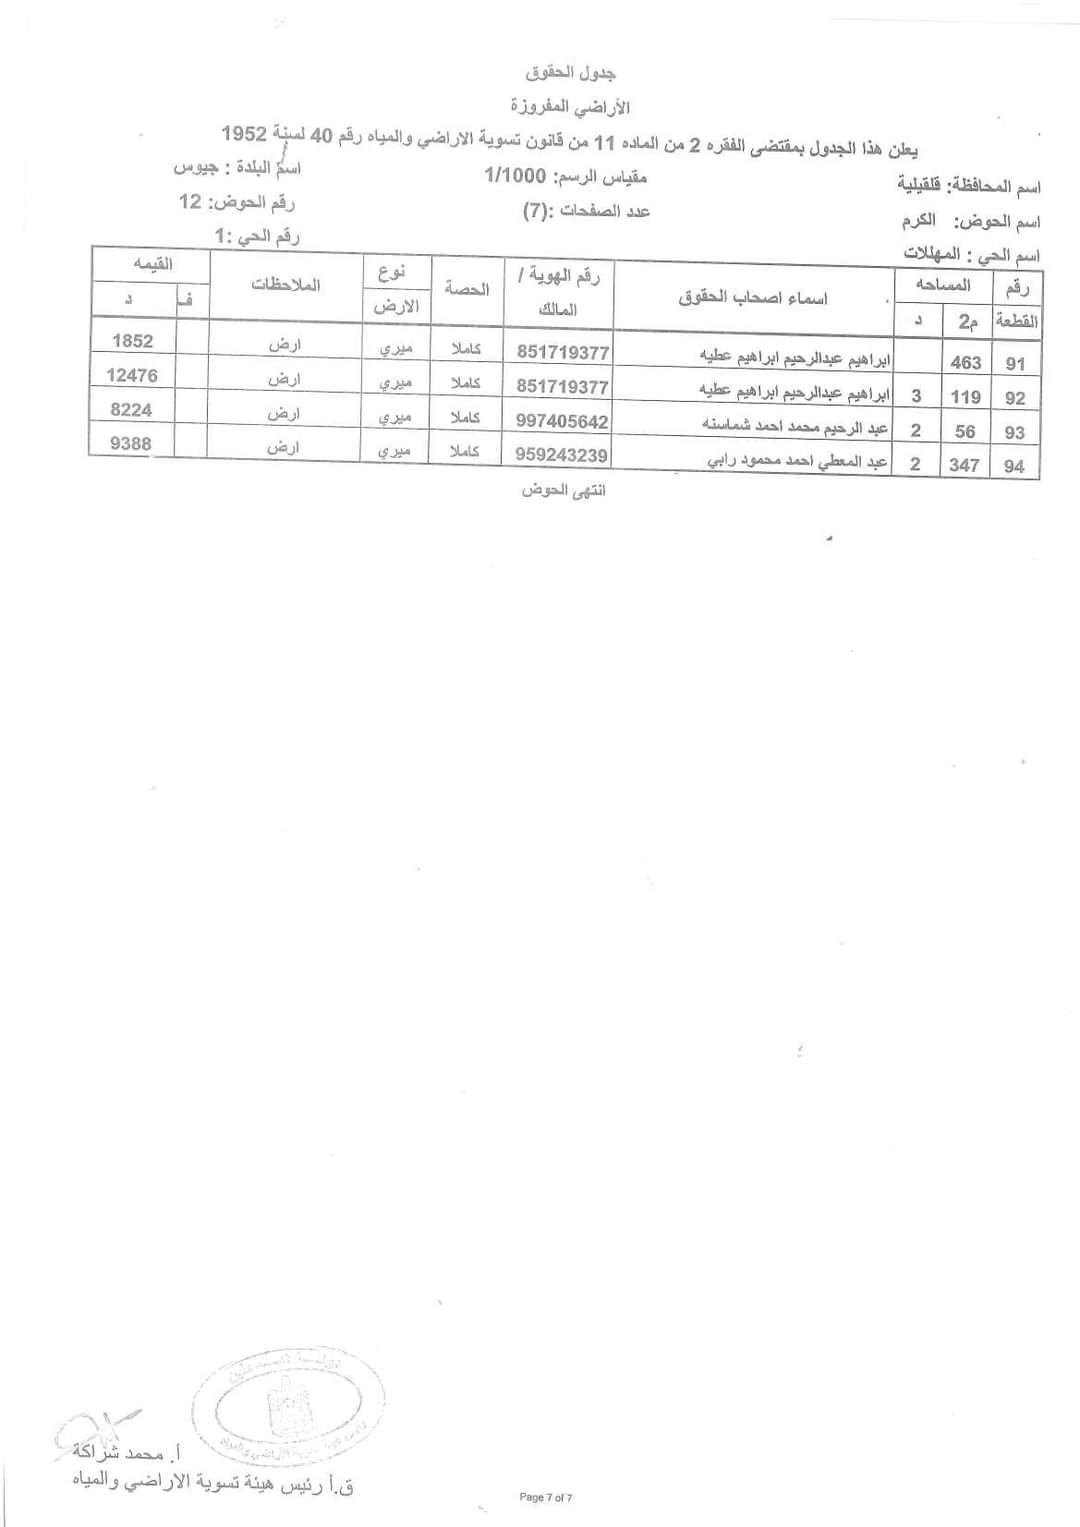 جدول الحقوق
الأراضي المفروزة
يعلن هذا الجدول بمقتضى الفقره 2 من الماده 11 من قانون تسوية الاراضي والمياه رقم 40 لسنة 1952
اسم المحافظة: قلقيلية مقياس الرسم: 1/1000 اسم البلدة : جيوس
اسم الحوض: الكرم عدد الصفحات :(7) رقم الحوض: 12
اسم الحي : المهللات رقم الحي :1
رقم القطعة المساحه م2 د اسماء اصحاب الحقوق رقم الهوية / المالك الحصة نوع الارض الملاحظات القيمه ف د
91 463 ابراهيم عبدالرحيم ابراهيم عطيه 851719377 كاملا ميري ارض 1852
92 119 3 ابراهيم عبدالرحيم ابراهيم عطيه 851719377 كاملا ميري ارض 12476
93 56 2 عبد الرحيم محمد احمد شماسنه 997405642 كاملا ميري ارض 8224
94 347 2 عبد المعطي احمد محمود رابي 959243239 كاملا ميري ارض 9388
انتهى الحوض
أ. محمد شراكة
ق.أ رئيس هيئة تسوية الاراضي والمياه
Page 7 of 7